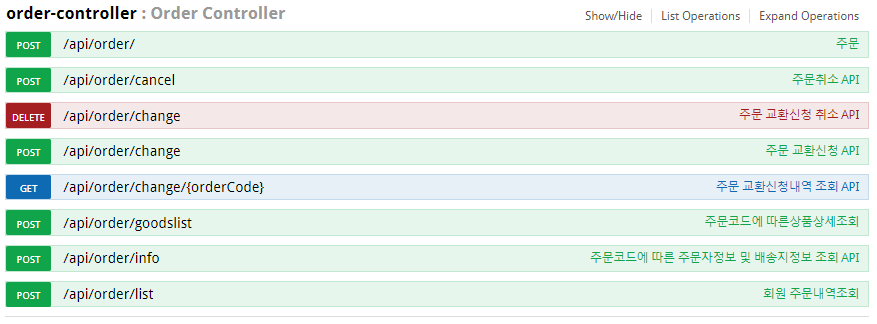 order-controller : Order Controller Show/Hide List Operations Expand Operations
POST /api/order/ 주문
POST /api/order/cancel 주문취소 API
DELETE /api/order/change 주문 교환신청 취소 API
POST /api/order/change 주문 교환신청 API
GET /api/order/change/{orderCode} 주문 교환신청내역 조회 API
POST /api/order/goodslist 주문코드에 따른상품상세조회
POST /api/order/info 주문코드에 따른 주문자정보 및 배송지정보 조회 API
POST /api/order/list 회원 주문내역조회